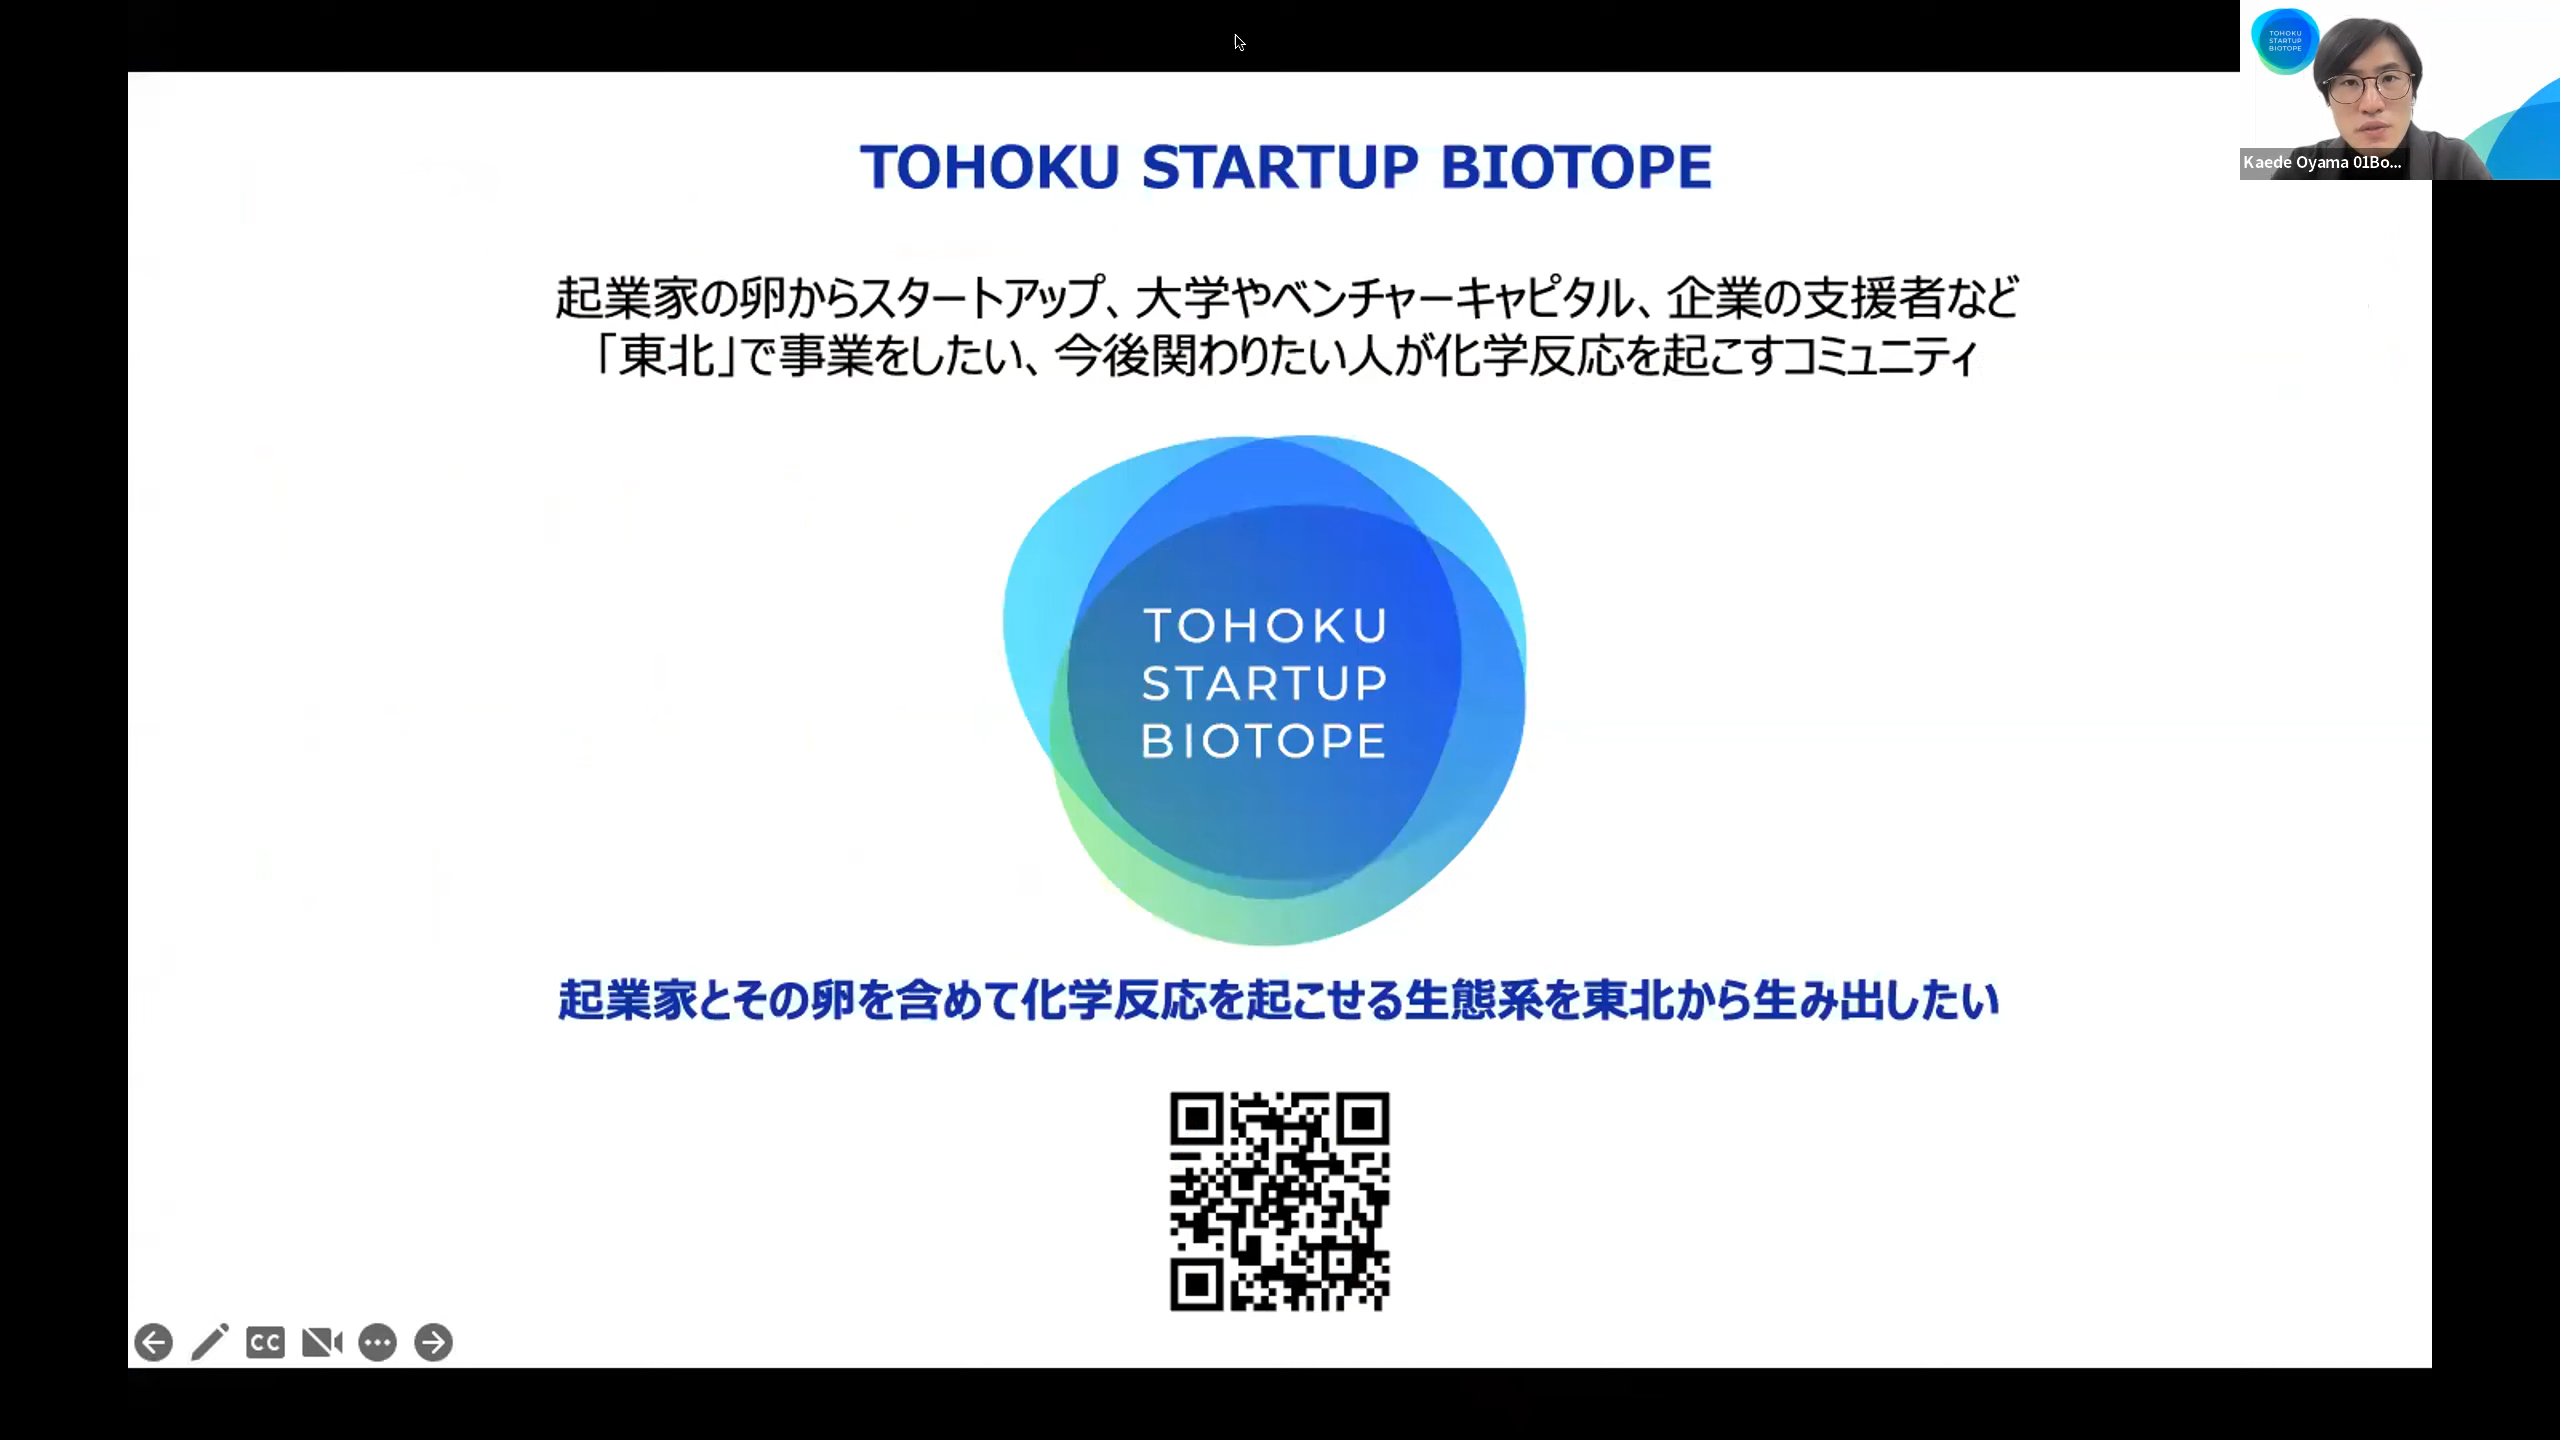 TOHOKU STARTUP BIOTOPE
起業家の卵からスタートアップ、大学やベンチャーキャピタル、企業の支援者など
「東北」で事業をしたい、今後関わりたい人が化学反応を起こすコミュニティ
TOHOKU
STARTUP
BIOTOPE
起業家とその卵を含めて化学反応を起こせる生態系を東北から生み出したい
TOHOKU
STARTUP
BIOTOPE
Kaede Oyama 01Bo...
CC